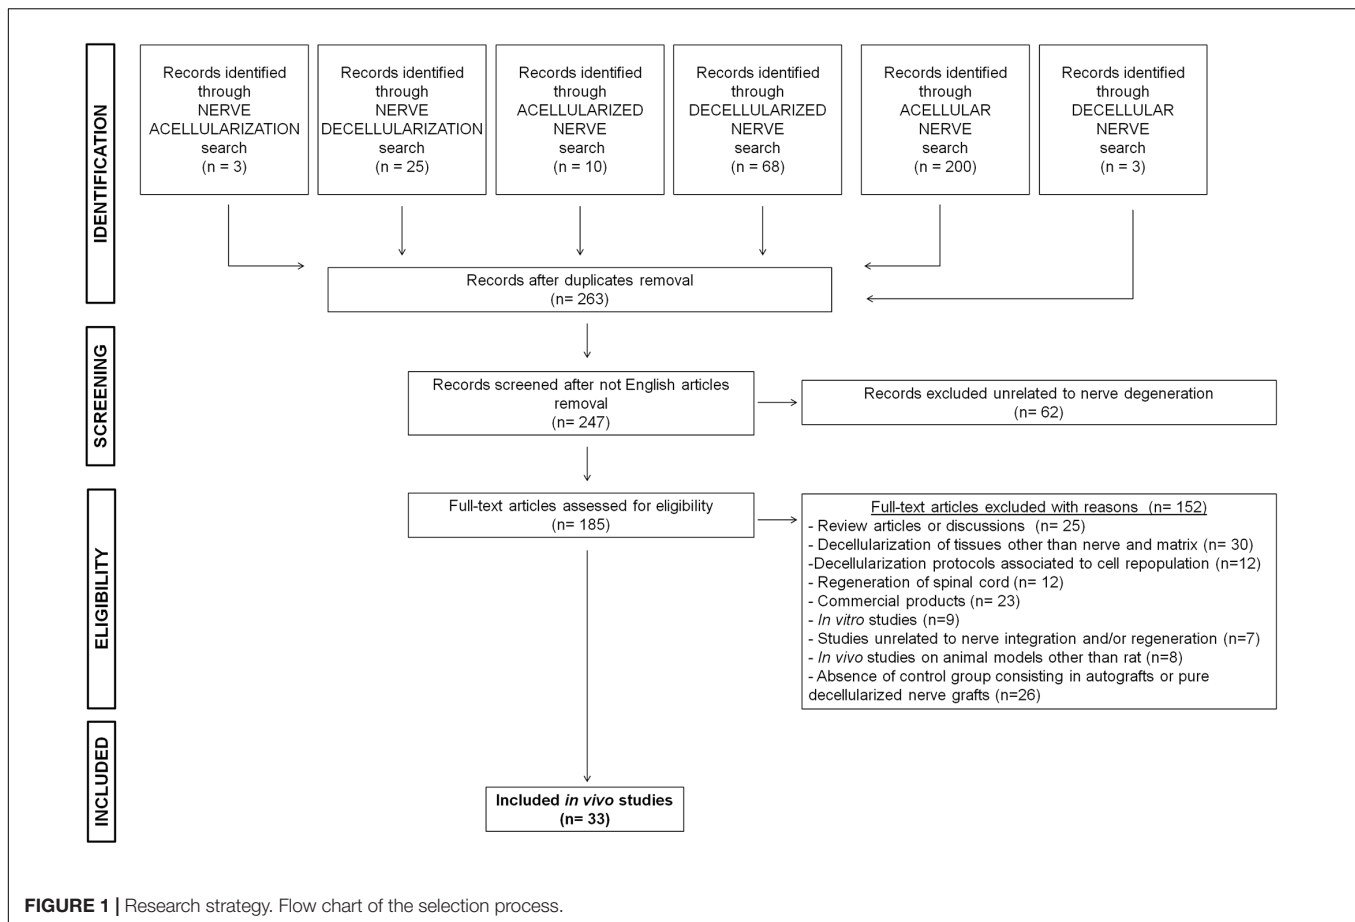 IDENTIFICATION
Records identified
through
NERVE
ACELLULARIZATION
search
(n = 3)
Records identified
through
NERVE
DECELLULARIZATION
search
(n = 25)
Records identified
through
ACELLULARIZED
NERVE
search
(n = 10)
Records identified
through
DECELLULARIZED
NERVE
search
(n = 68)
Records identified
through
ACELLULAR
NERVE
search
(n = 200)
Records identified
through
DECELLULAR
NERVE
search
(n = 3)
Records after duplicates removal
(n= 263)
SCREENING
Records screened after not English articles
removal
(n= 247)
Records excluded unrelated to nerve degeneration
(n= 62)
ELIGIBILITY
Full-text articles assessed for eligibility
(n= 185)
Full-text articles excluded with reasons (n= 152)
- Review articles or discussions (n= 25)
- Decellularization of tissues other than nerve and matrix (n= 30)
-Decellularization protocols associated to cell repopulation (n=12)
- Regeneration of spinal cord (n= 12)
- Commercial products (n= 23)
- In vitro studies (n=9)
- Studies unrelated to nerve integration and/or regeneration (n=7)
- In vivo studies on animal models other than rat (n=8)
- Absence of control group consisting in autografts or pure
decellularized nerve grafts (n=26)
INCLUDED
Included in vivo studies
(n= 33)
FIGURE 1 | Research strategy. Flow chart of the selection process.